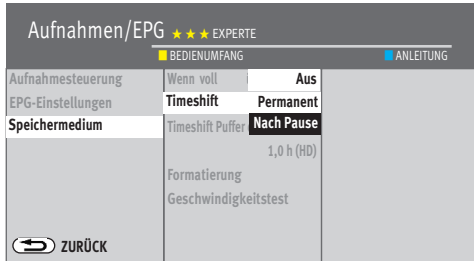 Aufnahmen/EPG ★★★ EXPERTE
BEDIENUMFANG ANLEITUNG
Aufnahmesteuerung Wenn voll Aus
EPG-Einstellungen Timeshift Permanent
Speichermedium Timeshift Puffer Nach Pause
1,0 h (HD)
Formatierung
Geschwindigkeitstest
ZURÜCK